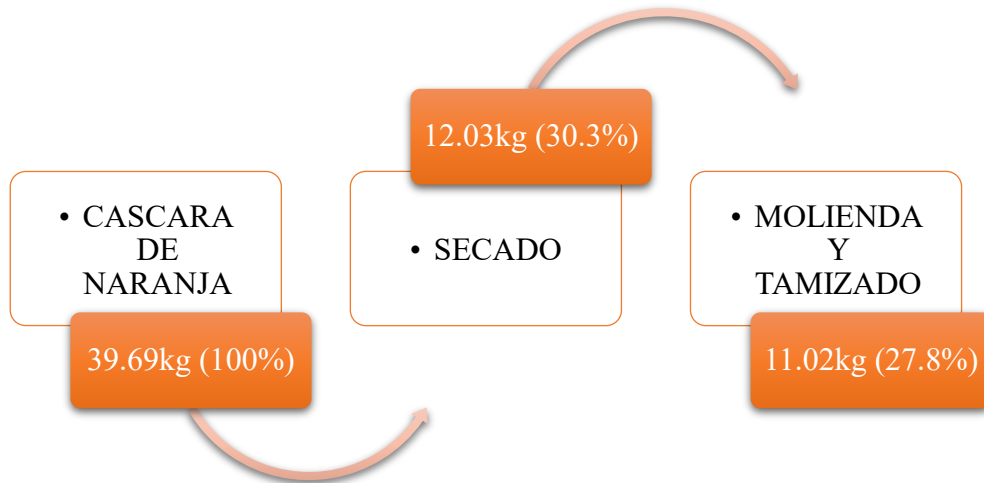 • CASCARA
DE
NARANJA
39.69kg (100%)
• SECADO
12.03kg (30.3%)
• MOLIENDA
Y
TAMIZADO
11.02kg (27.8%)